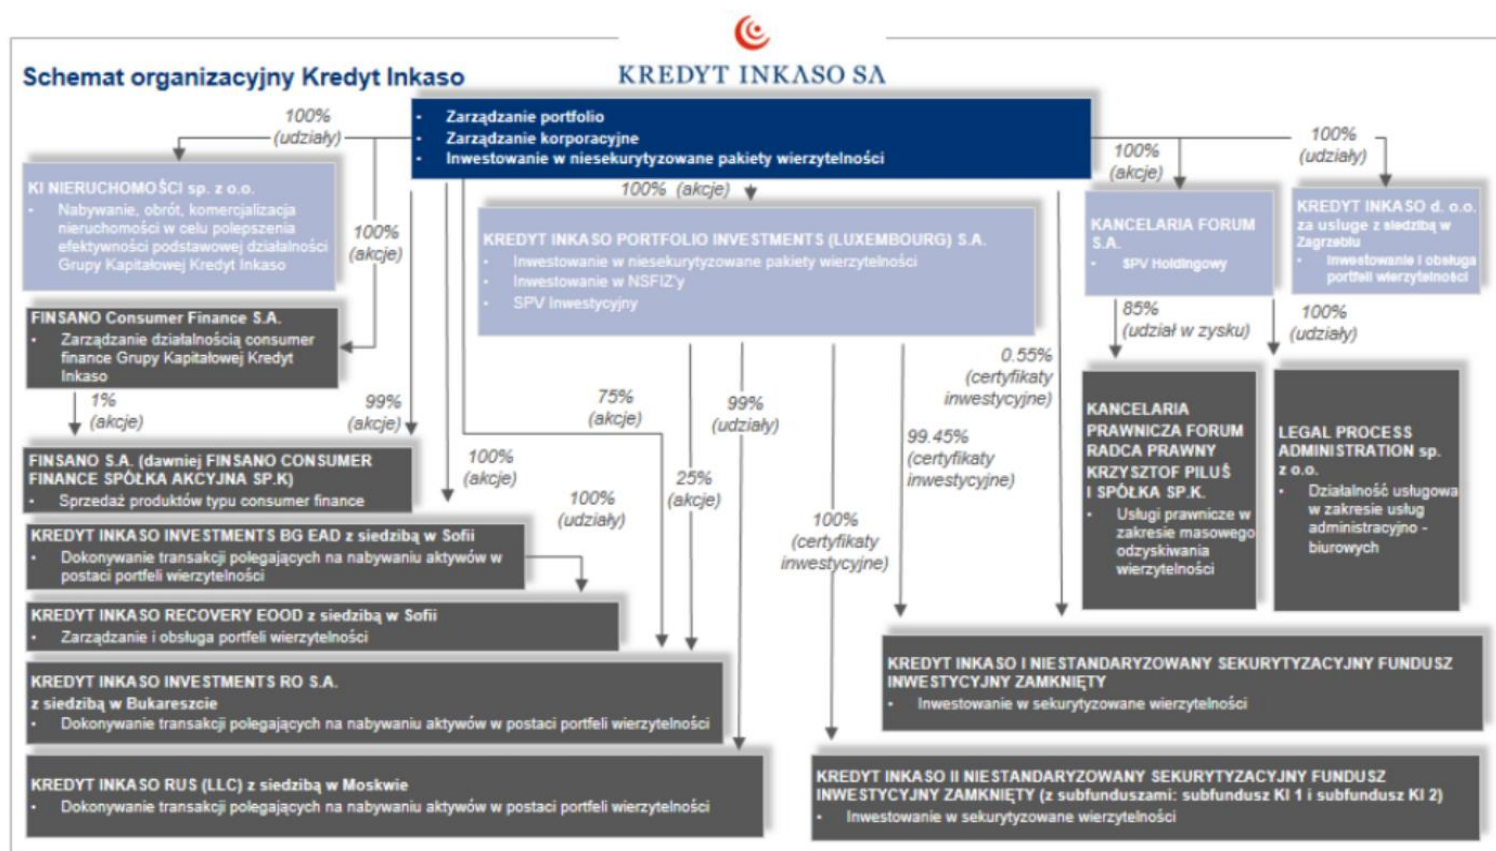 Schemat organizacyjny Kredyt Inkaso
KREDYT INKASO SA
• Zarządzanie portfolio
• Zarządzanie korporacyjne
• Inwestowanie w niesekurytyzowane pakiety wierzytelności
100%
(udziały)
100%
(akcje)
100% (akcje)
100%
(akcje)
100%
(udziały)
KI NIERUCHOMOŚCI sp. z o.o.
• Nabywanie, obrót, komercjalizacja
nieruchomości w celu polepszenia
efektywności podstawowej działalności
Grupy Kapitałowej Kredyt Inkaso
KREDYT INKASO PORTFOLIO INVESTMENTS (LUXEMBOURG) S.A.
• Inwestowanie w niesekurytyzowane pakiety wierzytelności
• Inwestowanie w NSFIZ'y
• SPV Inwestycyjny
KANCELARIA FORUM
S.A.
• SPV Holdingowy
KREDYT INKASO d. o.o.
za usluge z siedzibą w
Zagrzebiu
• Inwestowanie i obsługa
portfeli wierzytelności
FINSANO Consumer Finance S.A.
• Zarządzanie działalnością consumer
finance Grupy Kapitałowej Kredyt
Inkaso
85%
(udział w zysku)
100%
(udziały)
1%
(akcje)
99%
(akcje)
75%
(akcje)
99%
(udziały)
0.55%
(certyfikaty
inwestycyjne)
99.45%
(certyfikaty
inwestycyjne)
100%
(akcje)
25%
(akcje)
100%
(udziały)
100%
(certyfikaty
inwestycyjne)
FINSANO S.A. (dawniej FINSANO CONSUMER
FINANCE SPÓŁKA AKCYJNA SP.K)
• Sprzedaż produktów typu consumer finance
KANCELARIA
PRAWNICZA FORUM
RADCA PRAWNY
KRZYSZTOF PILUŚ
I SPÓŁKA SP.K.
• Usługi prawnicze w
zakresie masowego
odzyskiwania
wierzytelności
LEGAL PROCESS
ADMINISTRATION sp.
z o.o.
• Działalność usługowa
w zakresie usług
administracyjno -
biurowych
KREDYT INKASO INVESTMENTS BG EAD z siedzibą w Sofii
• Dokonywanie transakcji polegających na nabywaniu aktywów w
postaci portfeli wierzytelności
KREDYT INKASO RECOVERY EOOD z siedzibą w Sofii
• Zarządzanie i obsługa portfeli wierzytelności
KREDYT INKASO INVESTMENTS RO S.A.
z siedzibą w Bukareszcie
• Dokonywanie transakcji polegających na nabywaniu aktywów w postaci portfeli wierzytelności
KREDYT INKASO I NIESTANDARYZOWANY SEKURYTYZACYJNY FUNDUSZ
INWESTYCYJNY ZAMKNIĘTY
• Inwestowanie w sekurytyzowane wierzytelności
KREDYT INKASO RUS (LLC) z siedzibą w Moskwie
• Dokonywanie transakcji polegających na nabywaniu aktywów w postaci portfeli wierzytelności
KREDYT INKASO II NIESTANDARYZOWANY SEKURYTYZACYJNY FUNDUSZ
INWESTYCYJNY ZAMKNIĘTY (z subfunduszami: subfundusz KI 1 i subfundusz KI 2)
• Inwestowanie w sekurytyzowane wierzytelności